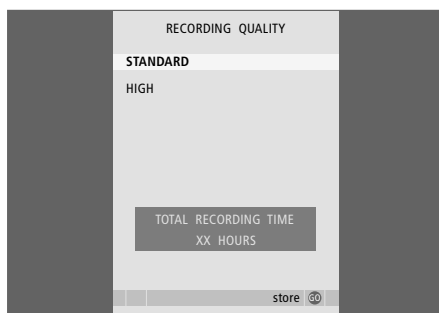 RECORDING QUALITY
STANDARD
HIGH
TOTAL RECORDING TIME
XX HOURS
store GO